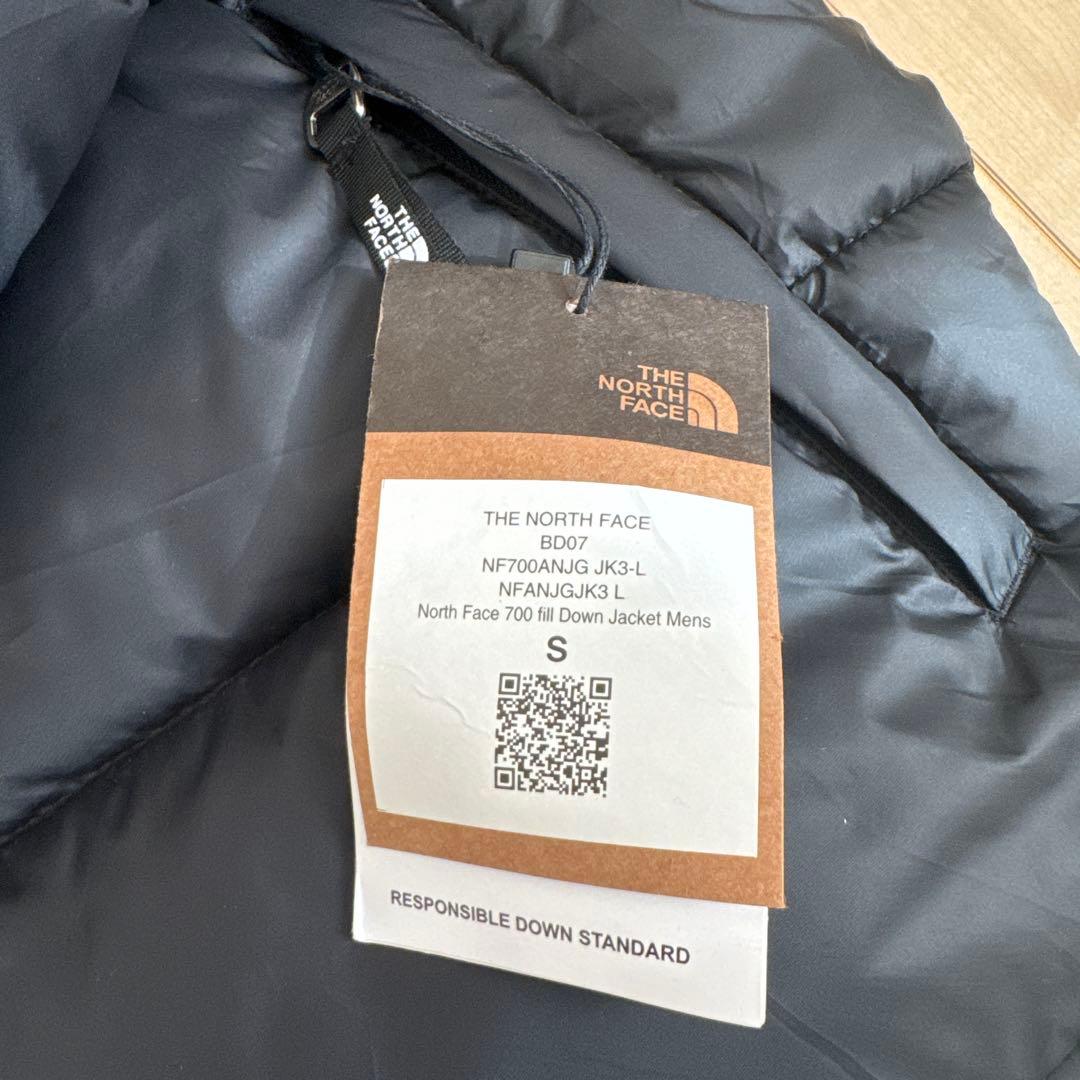 THE
NORTH
FACE
THE
NORTH
FACE
THE NORTH FACE
BD07
NF700ANJG JK3-L
NFANJGJK3 L
North Face 700 fill Down Jacket Mens
S
RESPONSIBLE DOWN STANDARD